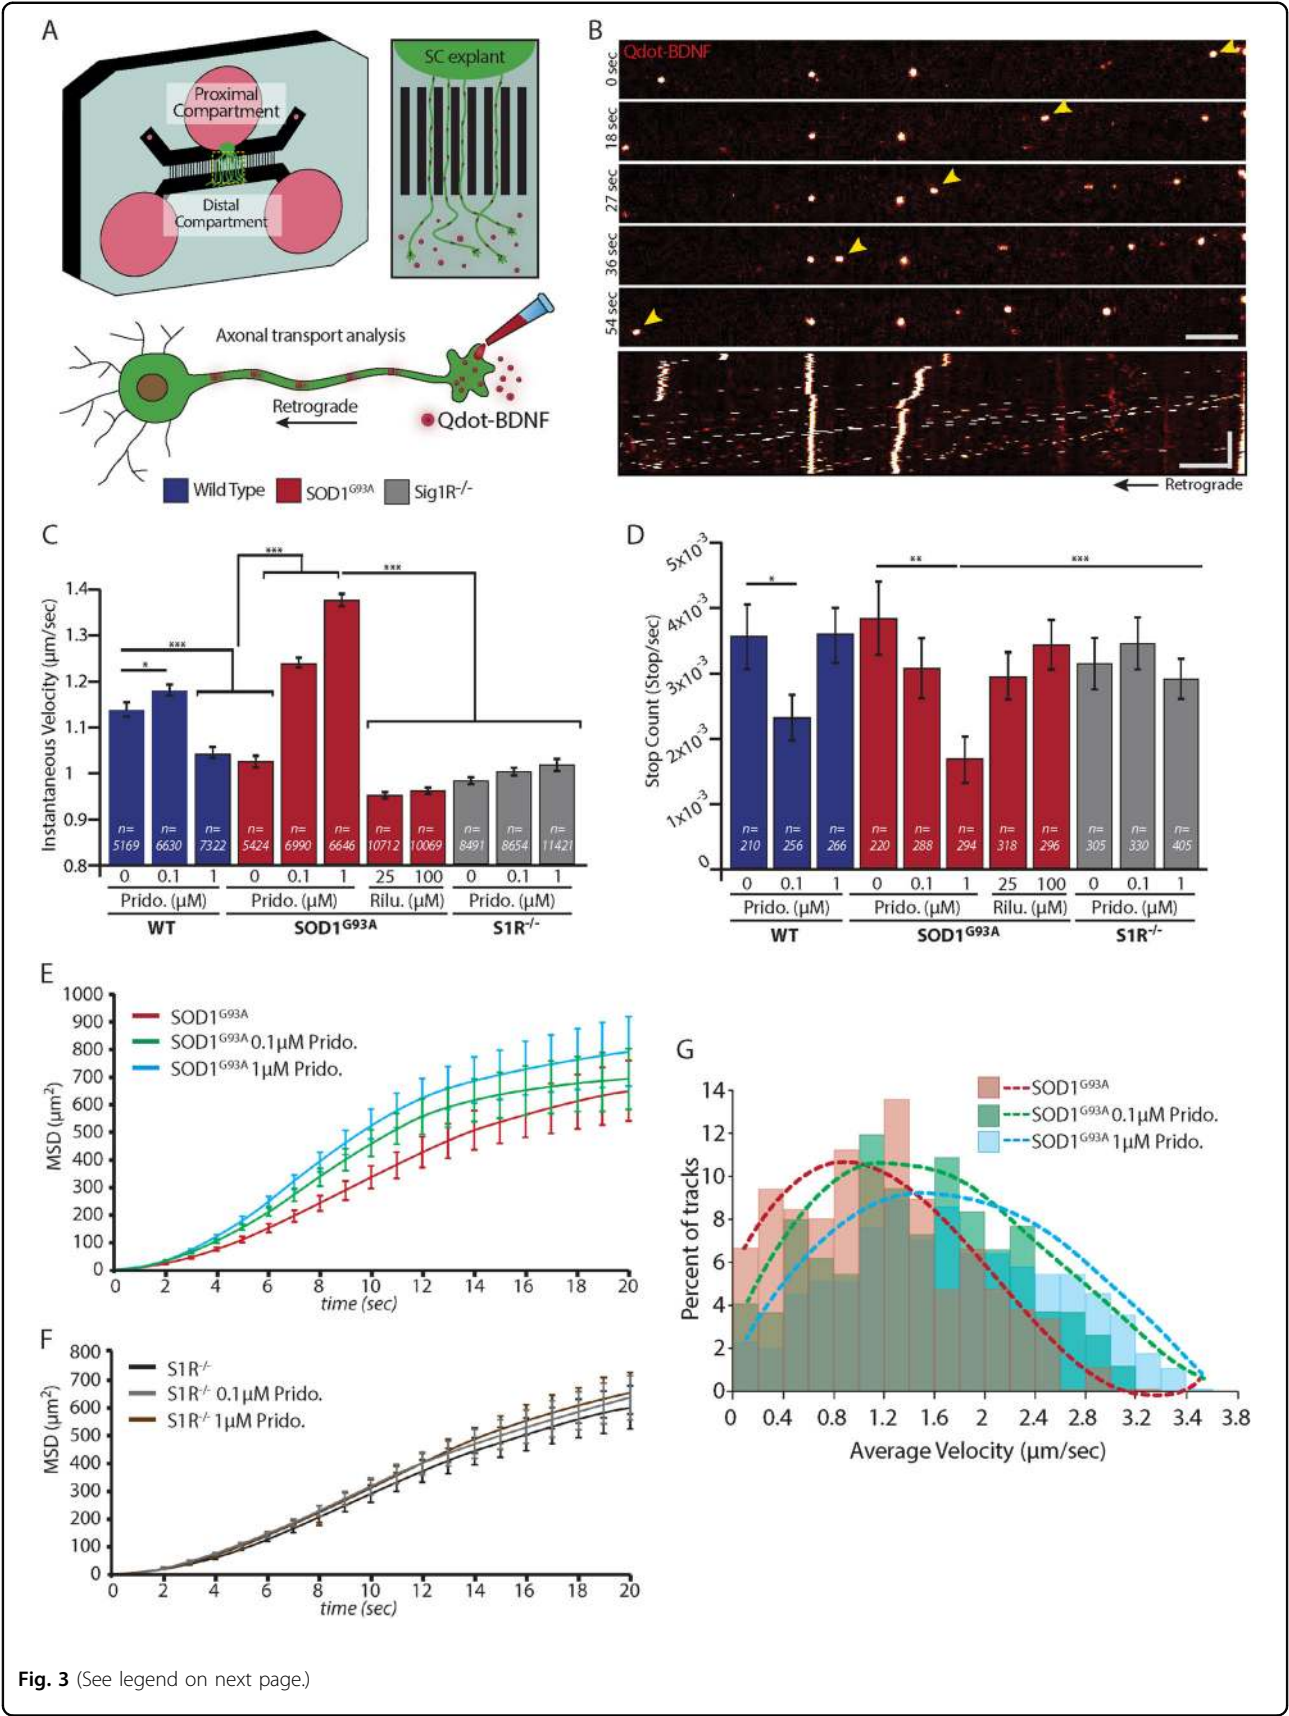 A
Proximal
Compartment
Distal
Compartment
SC explant
Axonal transport analysis
Retrograde
Qdot-BDNF
Wild Type
SOD1G93A
Sig1R-/-
B
Qdot-BDNF
0 sec
18 sec
27 sec
36 sec
54 sec
Retrograde
C
Instantaneous Velocity (µm/sec)
1.4
1.3
1.2
1.1
1
0.9
0.8
***
***
***
*
n= n= n= n= n= n= n= n= n= n= n=
5169 6630 7322 5424 6990 6646 10712 10069 8491 8654 11421
0 0.1 1 0 0.1 1 25 100 0 0.1 1
Prido. (µM) Prido. (µM) Rilu. (µM) Prido. (µM)
WT SOD1G93A S1R-/-
D
Stop Count (Stop/sec)
5x10-3
4x10-3
3x10-3
2x10-3
1x10-3
0
* ** ***
n= n= n= n= n= n= n= n= n= n= n=
210 256 266 220 288 294 318 296 305 330 405
0 0.1 1 0 0.1 1 25 100 0 0.1 1
Prido. (µM) Prido. (µM) Rilu. (µM) Prido. (µM)
WT SOD1G93A S1R-/-
E
MSD (µm2)
1000
900
800
700
600
500
400
300
200
100
0
SOD1G93A
SOD1G93A 0.1µM Prido.
SOD1G93A 1µM Prido.
0 2 4 6 8 10 12 14 16 18 20
time (sec)
F
MSD (µm2)
800
700
600
500
400
300
200
100
0
S1R-/-
S1R-/- 0.1µM Prido.
S1R-/- 1µM Prido.
0 2 4 6 8 10 12 14 16 18 20
time (sec)
G
Percent of tracks
14
12
10
8
6
4
2
0
SOD1G93A
SOD1G93A 0.1µM Prido.
SOD1G93A 1µM Prido.
0 0.4 0.8 1.2 1.6 2 2.4 2.8 3.2 3.4 3.8
Average Velocity (µm/sec)
Fig. 3 (See legend on next page.)